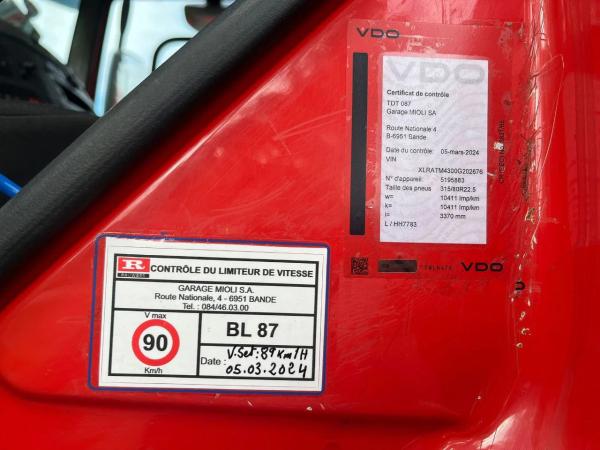 VDO
VDO
Certificat de contrôle
TDT 087
Garage MIOLI SA
Route Nationale 4
B-6951 Bande
Date du contrôle: 05-mars-2024
VIN
XLRATM4300G202676
N° d'appareil: 5195883
Taille des pneus 315/80R22.5
w= 10411 Imp/km
k= 10411 Imp/km
l= 3370 mm
L / HH7783
VDO
R CONTRÔLE DU LIMITEUR DE VITESSE
GARAGE MIOLI S.A.
Route Nationale, 4 - 6951 BANDE
Tel. : 084/46.03.00
V max
90
Km/h
BL 87
Date : V.Set: 89 Km/H
05.03.2024